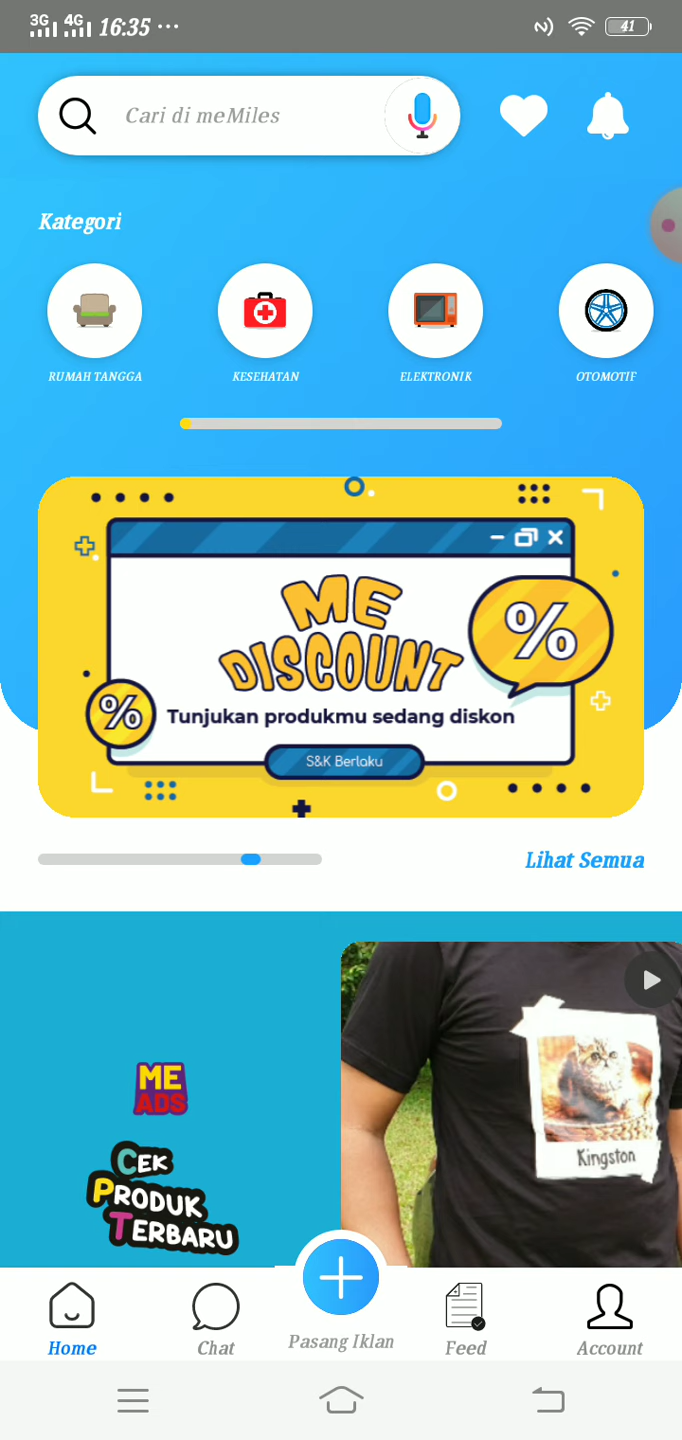 3G 4G 16:35 ... 41
Cari di meMiles
Kategori
RUMAH TANGGA KESEHATAN ELEKTRONIK OTOMOTIF
ME
DISCOUNT
%
%
Tunjukan produkmu sedang diskon
S&K Berlaku
Lihat Semua
ME
ADS
CEK
PRODUK
TERBARU
Kingston
Home Chat Pasang Iklan Feed Account